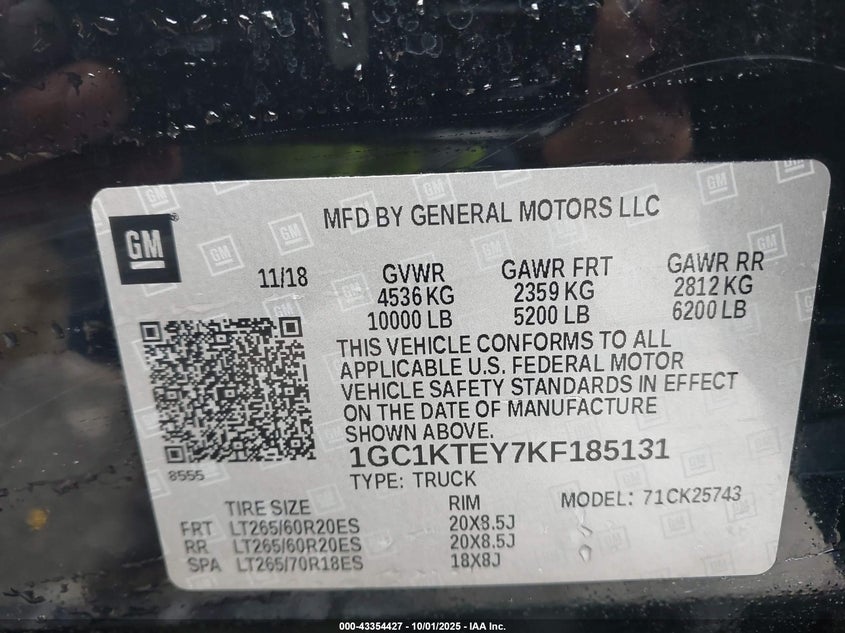 MFD BY GENERAL MOTORS LLC
GM
®
11/18
GVWR
4536 KG
10000 LB
GAWR FRT
2359 KG
5200 LB
GAWR RR
2812 KG
6200 LB
THIS VEHICLE CONFORMS TO ALL
APPLICABLE U.S. FEDERAL MOTOR
VEHICLE SAFETY STANDARDS IN EFFECT
ON THE DATE OF MANUFACTURE
SHOWN ABOVE.
8555
1GC1KTEY7KF185131
TYPE: TRUCK
MODEL: 71CK25743
TIRE SIZE RIM
FRT LT265/60R20ES 20X8.5J
RR LT265/60R20ES 20X8.5J
SPA LT265/70R18ES 18X8J
000-43354427 - 10/01/2025 - IAA Inc.